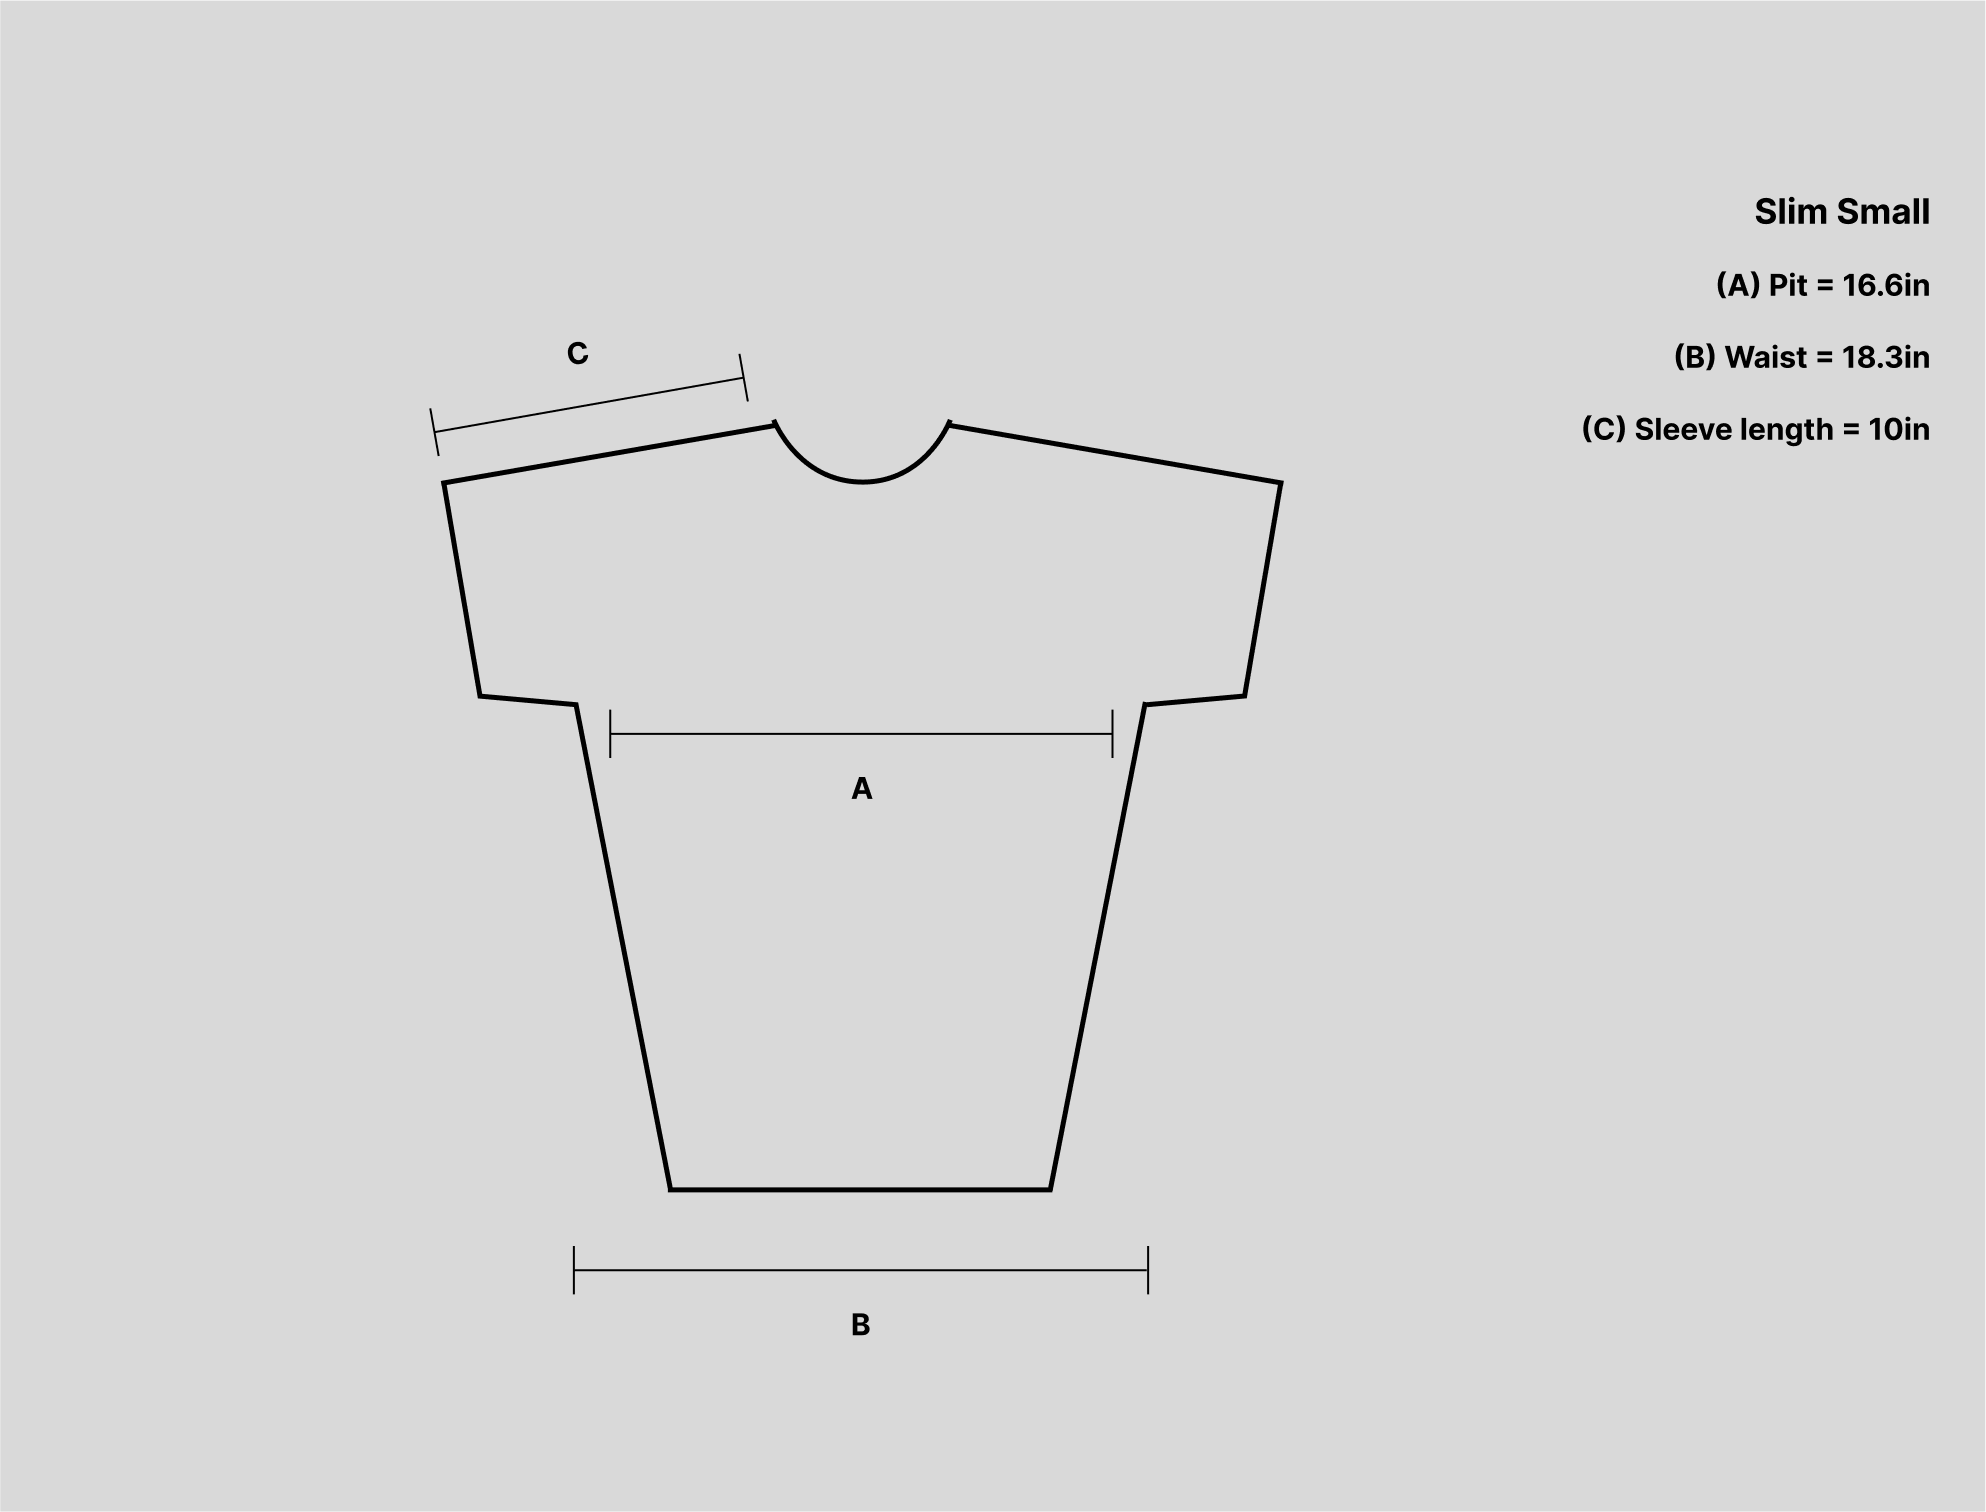 Slim Small
(A) Pit = 16.6in
(B) Waist = 18.3in
(C) Sleeve length = 10in
C
A
B